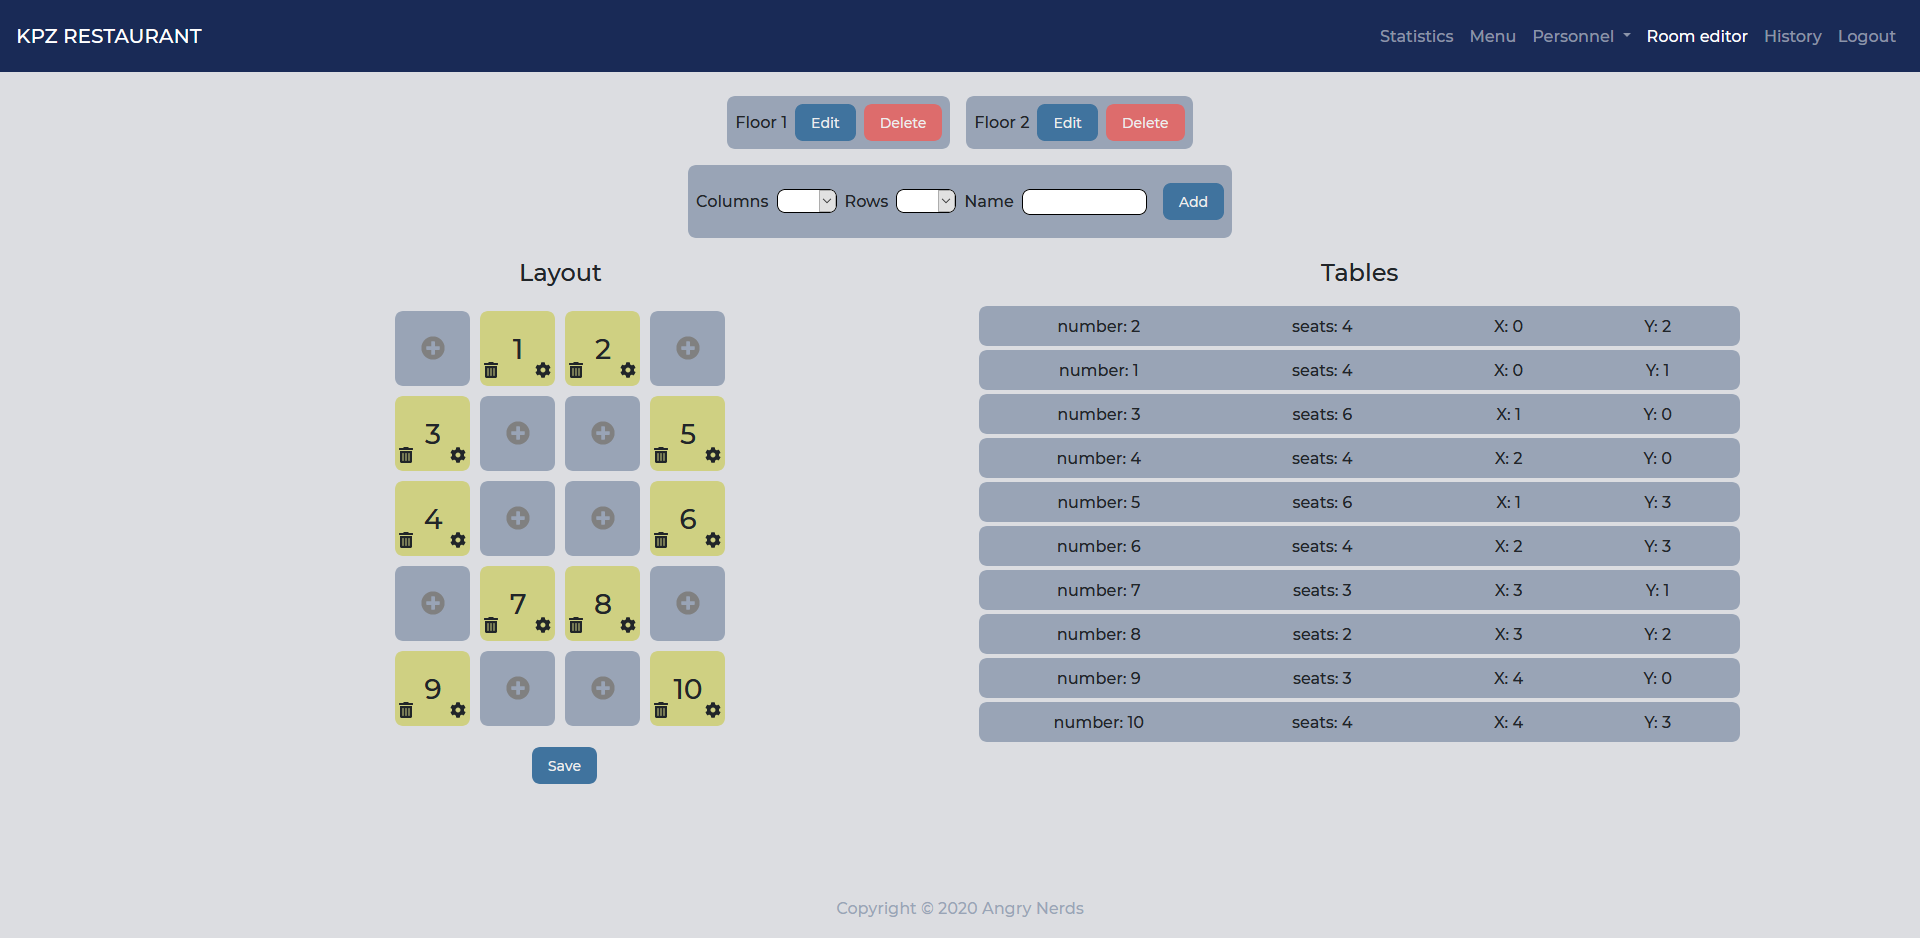 KPZ RESTAURANT
Statistics Menu Personnel Room editor History Logout
Floor 1 Edit Delete Floor 2 Edit Delete
Columns Rows Name Add
Layout
1 2
3 5
4 6
7 8
9 10
Save
Tables
number: 2 seats: 4 X: 0 Y: 2
number: 1 seats: 4 X: 0 Y: 1
number: 3 seats: 6 X: 1 Y: 0
number: 4 seats: 4 X: 2 Y: 0
number: 5 seats: 6 X: 1 Y: 3
number: 6 seats: 4 X: 2 Y: 3
number: 7 seats: 3 X: 3 Y: 1
number: 8 seats: 2 X: 3 Y: 2
number: 9 seats: 3 X: 4 Y: 0
number: 10 seats: 4 X: 4 Y: 3
Copyright © 2020 Angry Nerds